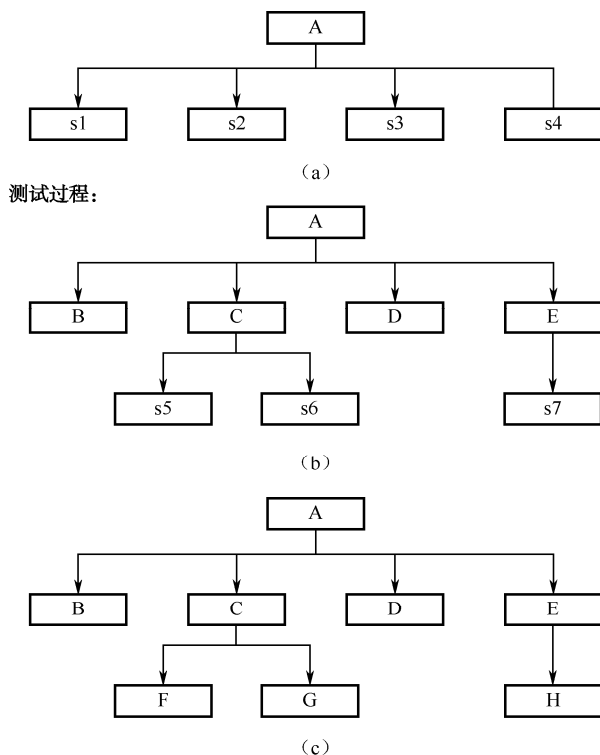 A
s1 s2 s3 s4
（a）
测试过程：
A
B C D E
s5 s6 s7
（b）
A
B C D E
F G H
（c）